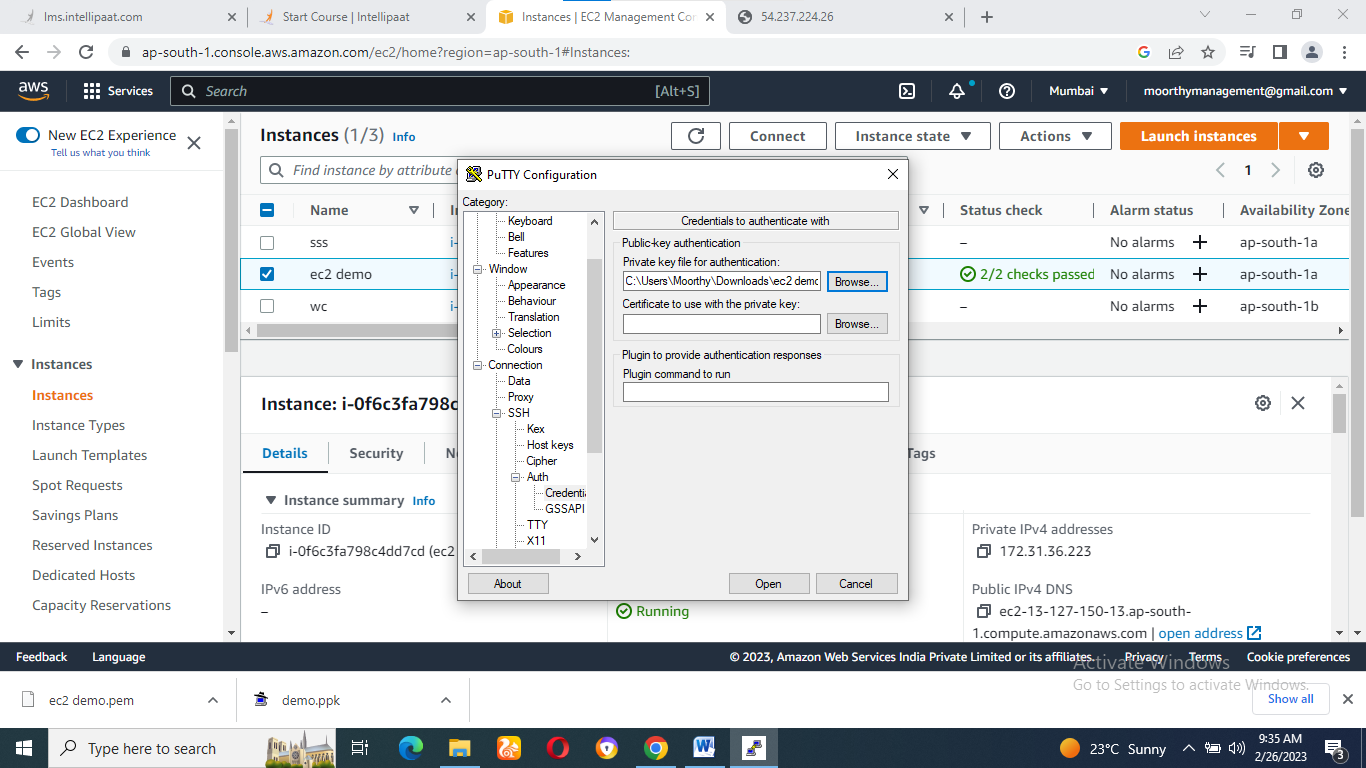 lms.intellipaat.com
Start Course | Intellipaat
Instances | EC2 Management Con
54.237.224.26
ap-south-1.console.aws.amazon.com/ec2/home?region=ap-south-1#Instances:
aws
Services
Search
[Alt+S]
Mumbai
moorthymanagement@gmail.com
New EC2 Experience
Tell us what you think
EC2 Dashboard
EC2 Global View
Events
Tags
Limits
Instances
Instances
Instance Types
Launch Templates
Spot Requests
Savings Plans
Reserved Instances
Dedicated Hosts
Capacity Reservations
Instances (1/3) Info
Connect
Instance state
Actions
Launch instances
Find instance by attribute
1
Name
Status check
Alarm status
Availability Zone
sss
i-
–
No alarms
ap-south-1a
ec2 demo
i-
2/2 checks passed
No alarms
ap-south-1a
wc
i-
–
No alarms
ap-south-1b
Instance: i-0f6c3fa798c
Details
Security
Tags
Instance summary Info
Instance ID
i-0f6c3fa798c4dd7cd (ec2
IPv6 address
–
Running
Private IPv4 addresses
172.31.36.223
Public IPv4 DNS
ec2-13-127-150-13.ap-south-
1.compute.amazonaws.com | open address
PuTTY Configuration
Category:
Keyboard
Bell
Features
Window
Appearance
Behaviour
Translation
Selection
Colours
Connection
Data
Proxy
SSH
Kex
Host keys
Cipher
Auth
Credenti
GSSAPI
TTY
X11
Credentials to authenticate with
Public-key authentication
Private key file for authentication:
C:\Users\Moorthy\Downloads\ec2 demo
Browse...
Certificate to use with the private key:
Browse...
Plugin to provide authentication responses
Plugin command to run
About
Open
Cancel
Feedback
Language
© 2023, Amazon Web Services India Private Limited or its affiliates.
Privacy
Terms
Cookie preferences
Activate Windows
Go to Settings to activate Windows.
ec2 demo.pem
demo.ppk
Show all
Type here to search
23°C Sunny
9:35 AM
2/26/2023
3